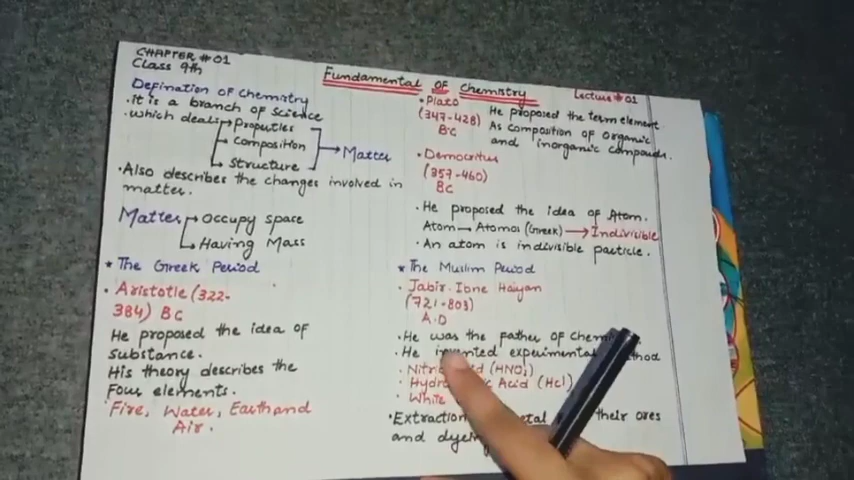 CHAPTER # 01
Class 9th
Fundamental OF Chemistry
Lecture # 01
Defination OF Chemistry
• It is a branch of Science
• which deals → Properties
→ Composition
→ Structure
→ Matter
• Also describes the changes involved in
matter.
Matter → Occupy space
→ Having Mass
* The Greek Period
• Aristotle (322-
384) BC
He proposed the idea of
substance.
His theory describes the
Four elements.
Fire, Water, Earth and
Air.
• Plato
(347-428)
BC
He proposed the term element
As composition of organic
and inorganic compounds.
• Democritus
(357-460)
BC
• He proposed the idea of Atom.
Atom → Atomos (Greek) → Indivisible
• An atom is indivisible particle.
* The Muslim Period
• Jabir-Ibne Haiyan
(721-803)
A.D
• He was the father of
• He invented experimental
• (HNO3)
• Acid (HCl)
• White
• Extraction their ores
and dyeing